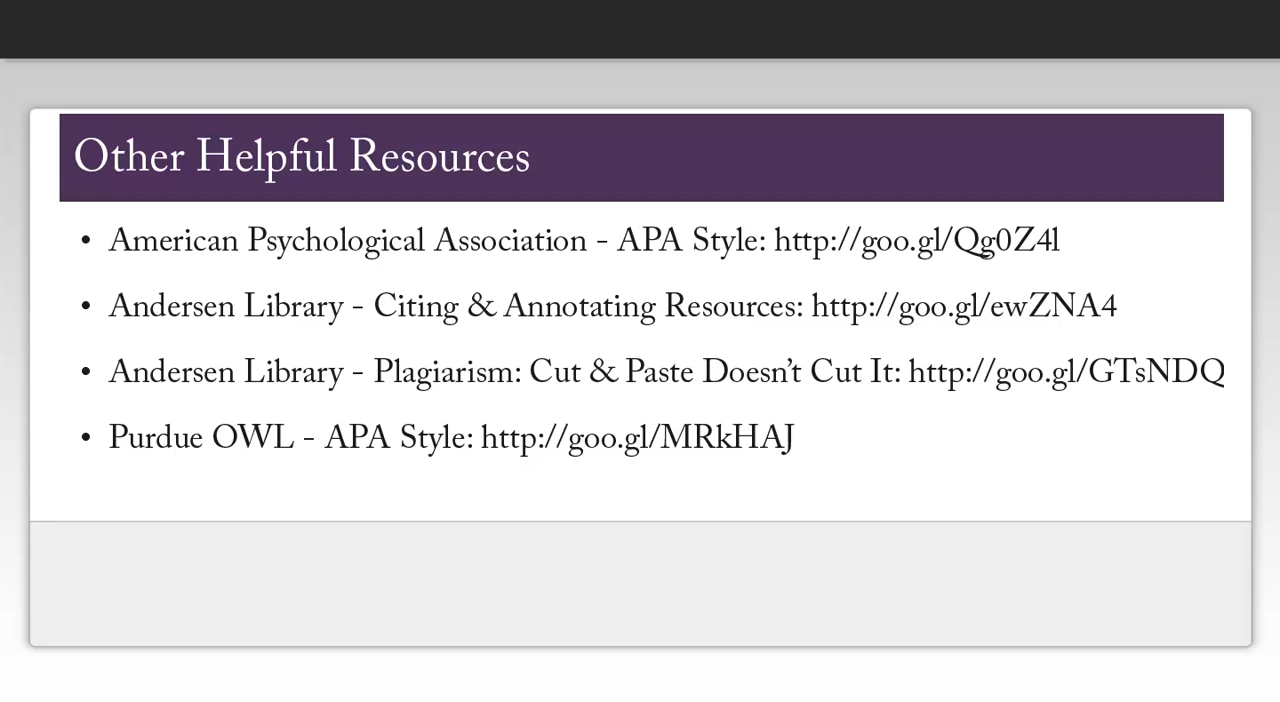 Other Helpful Resources
• American Psychological Association - APA Style: http://goo.gl/Qg0Z4l
• Andersen Library - Citing & Annotating Resources: http://goo.gl/ewZNA4
• Andersen Library - Plagiarism: Cut & Paste Doesn’t Cut It: http://goo.gl/GTsNDQ
• Purdue OWL - APA Style: http://goo.gl/MRkHAJ